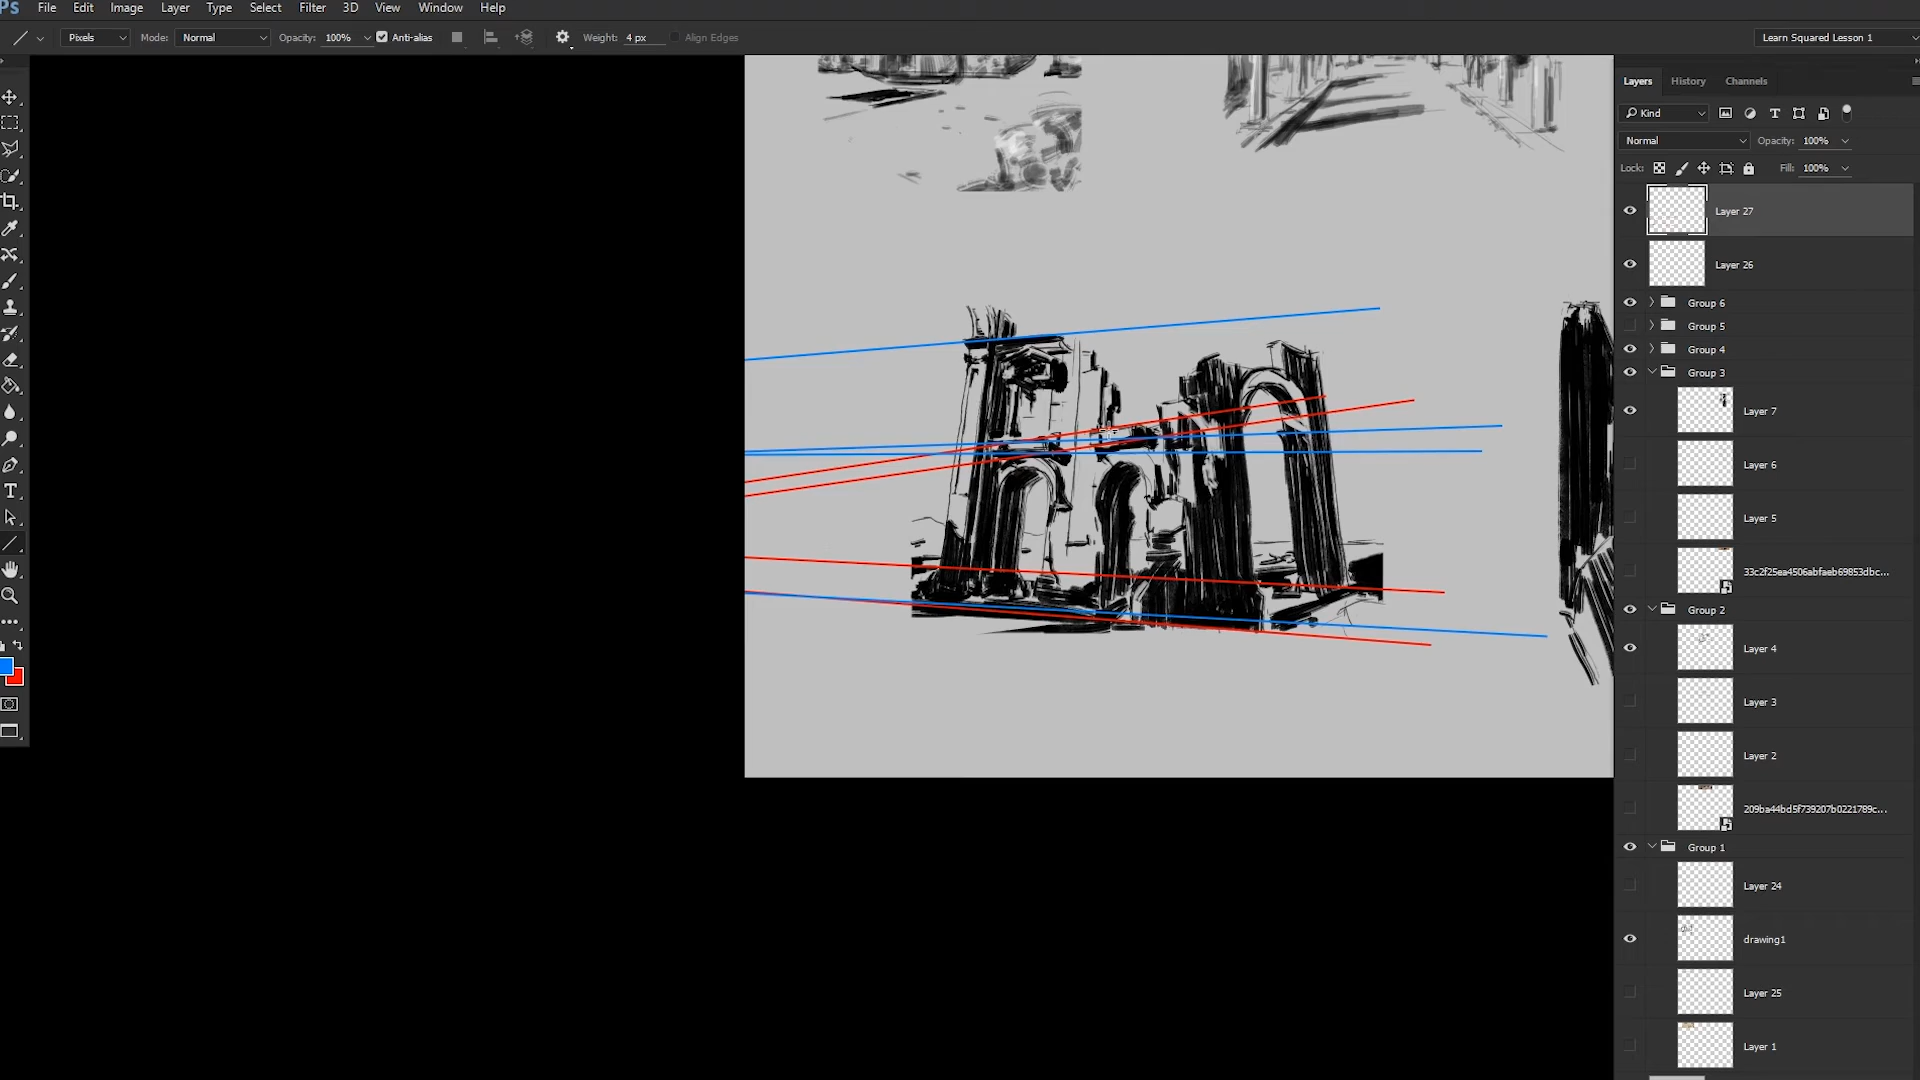 Ps File Edit Image Layer Type Select Filter 3D View Window Help
Pixels Mode: Normal Opacity: 100% Anti-alias Weight: 4 px Align Edges Learn Squared Lesson 1
Layers History Channels
Kind
Normal Opacity: 100%
Lock: Fill: 100%
Layer 27
Layer 26
Group 6
Group 5
Group 4
Group 3
Layer 7
Layer 6
Layer 5
33c2f25ea4506abfaeb69853dbc...
Group 2
Layer 4
Layer 3
Layer 2
209ba44bd5f739207b0221789c...
Group 1
Layer 24
drawing1
Layer 25
Layer 1